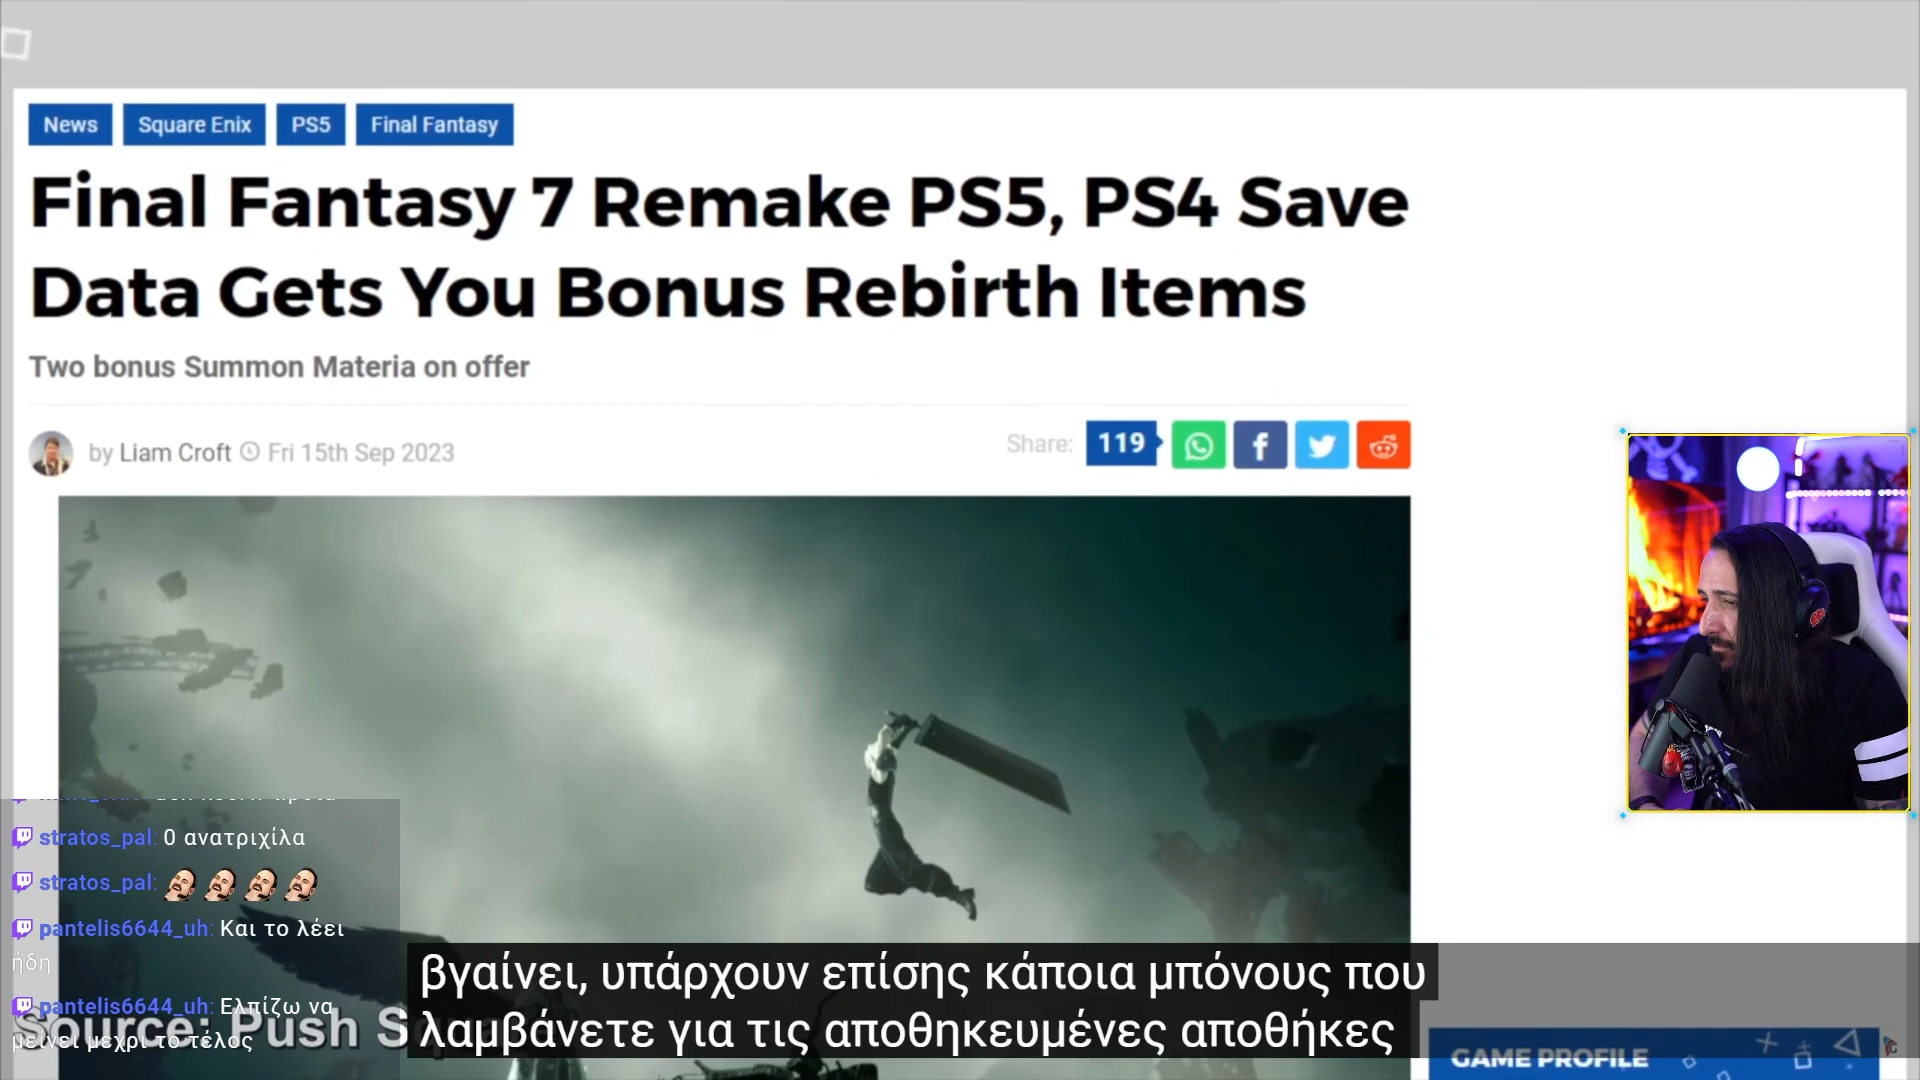 News Square Enix PS5 Final Fantasy
Final Fantasy 7 Remake PS5, PS4 Save
Data Gets You Bonus Rebirth Items
Two bonus Summon Materia on offer
by Liam Croft Fri 15th Sep 2023
Share: 119
stratos_pal: 0 ανατριχίλα
stratos_pal:
pantelis6644_uh: Και το λέει
ήδη
pantelis6644_uh: Ελπίζω να
μείνει μέχρι το τέλος
Source: Push
βγαίνει, υπάρχουν επίσης κάποια μπόνους που
λαμβάνετε για τις αποθηκευμένες αποθήκες
GAME PROFILE